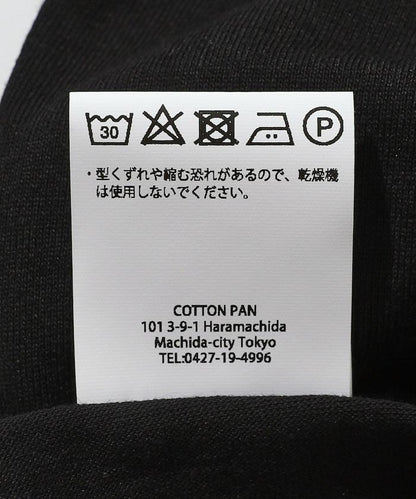 30 P
・型くずれや縮む恐れがあるので、乾燥機
は使用しないでください。
COTTON PAN
101 3-9-1 Haramachida
Machida-city Tokyo
TEL:0427-19-4996